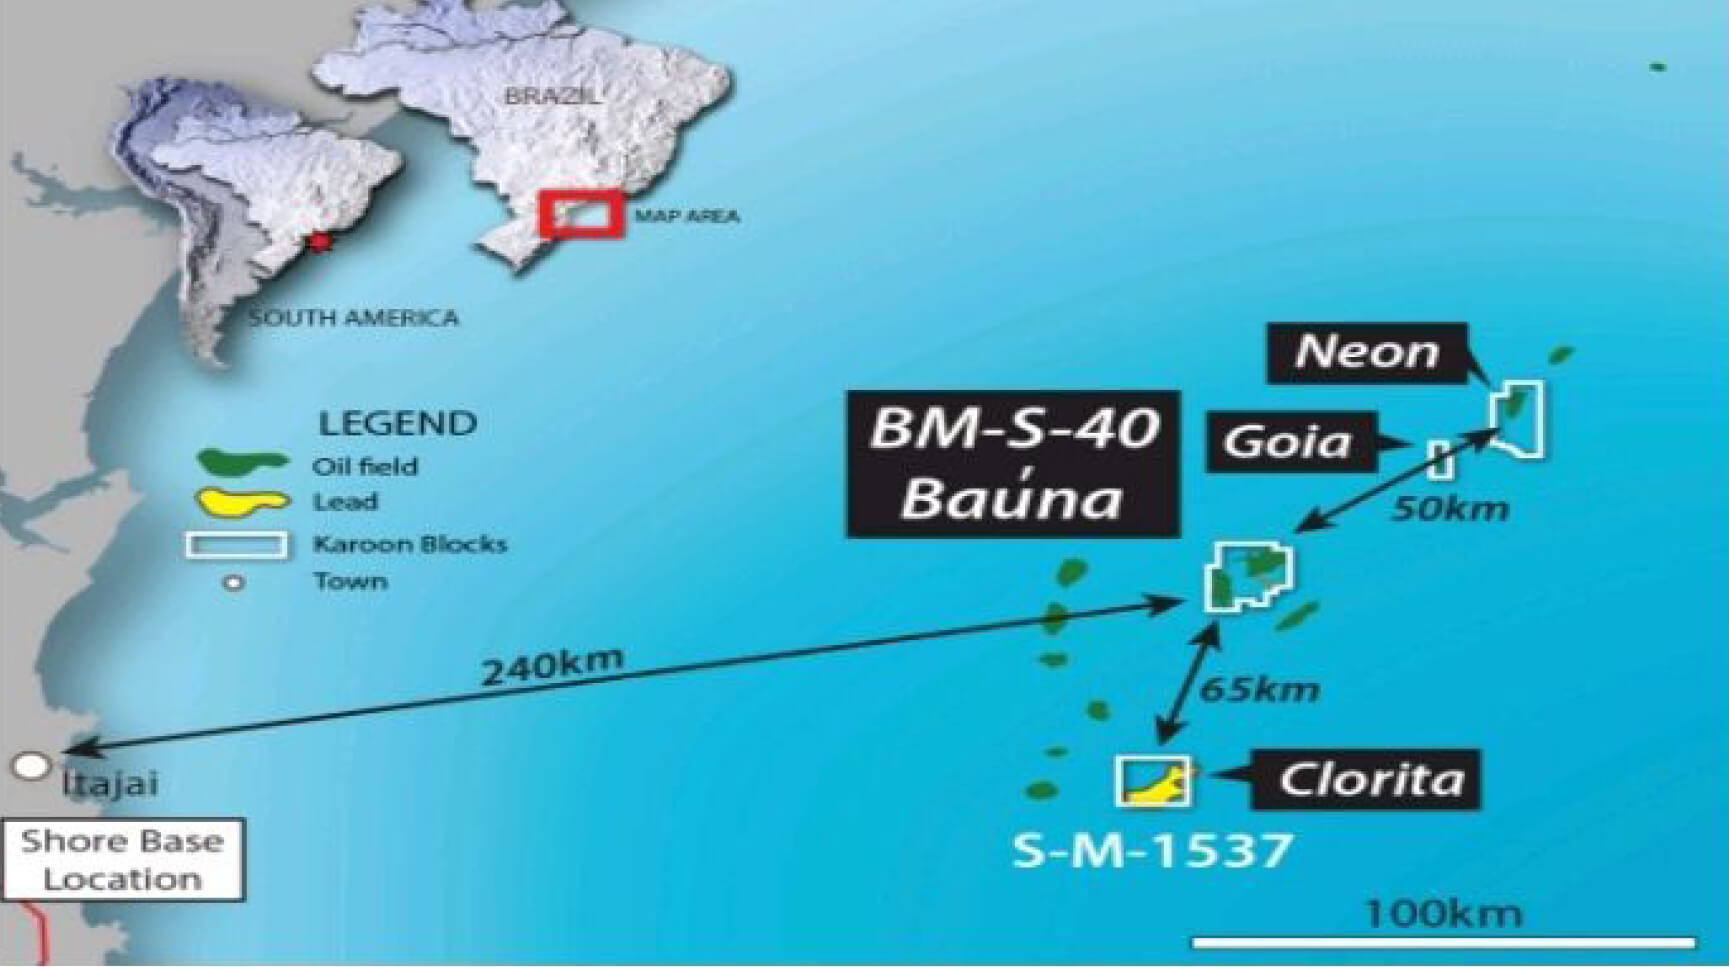 BRAZIL
MAP AREA
SOUTH AMERICA
LEGEND
Oil field
Lead
Karoon Blocks
Town
Neon
BM-S-40
Baúna
Goia
50km
240km
65km
Itajai
Clorita
Shore Base
Location
S-M-1537
100km